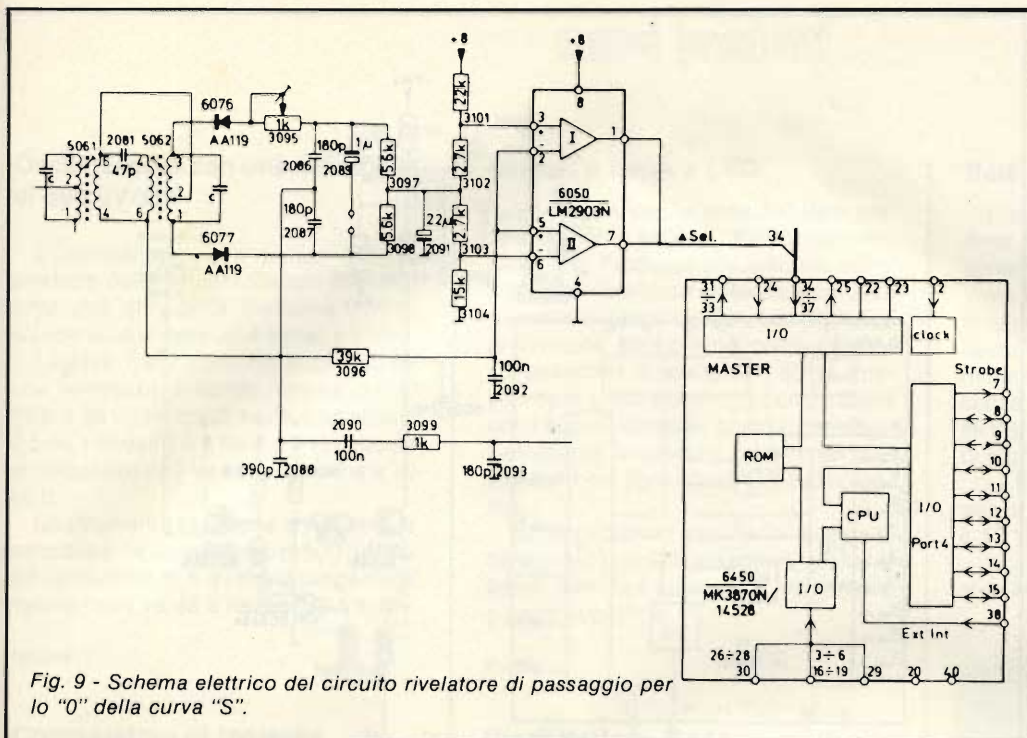 +8
+8
22k
3101
2.7k
3102
2.7k
3103
15k
3104
8
3
+
-
2
I
1
6050
LM2903N
5
+
-
6
II
7
4
▲Sel.
34
5061
2081
47p
5062
3
2
1
c
5
4
4
6
3
2
1
c
6076
AA119
6077
AA119
1k
3095
180p
2086
180p
2087
1µ
2089
5.6k
3097
5.6k
3098
22µ
2091
39k
3096
100n
2092
2090
100n
3099
1k
390p 2088
180p 2093
31
÷
33
24
34
÷
37
25
22
23
2
I/O
clock
MASTER
Strobe
7
8
9
10
11
12
13
14
15
38
ROM
CPU
I/O
Port4
6450
MK3870N/
14528
I/O
Ext Int
26÷28
30
3÷6
16÷19
29
20
40
Fig. 9 - Schema elettrico del circuito rivelatore di passaggio per
lo "0" della curva "S".